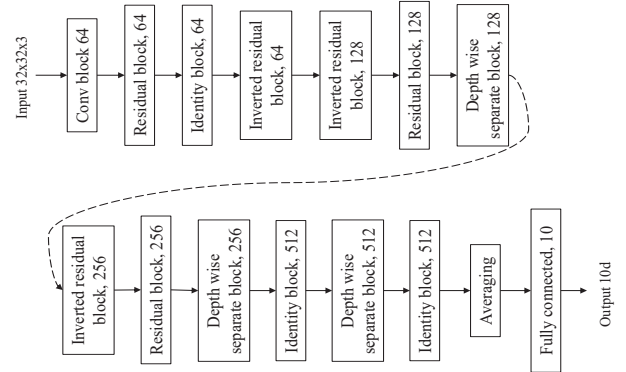 Input 32x32x3
Conv block 64
Residual block, 64
Identity block, 64
Inverted residual
block, 64
Inverted residual
block, 128
Residual block, 128
Depth wise
separate block, 128
Inverted residual
block, 256
Residual block, 256
Depth wise
separate block, 256
Identity block, 512
Depth wise
separate block, 512
Identity block, 512
Averaging
Fully connected, 10
Output 10d